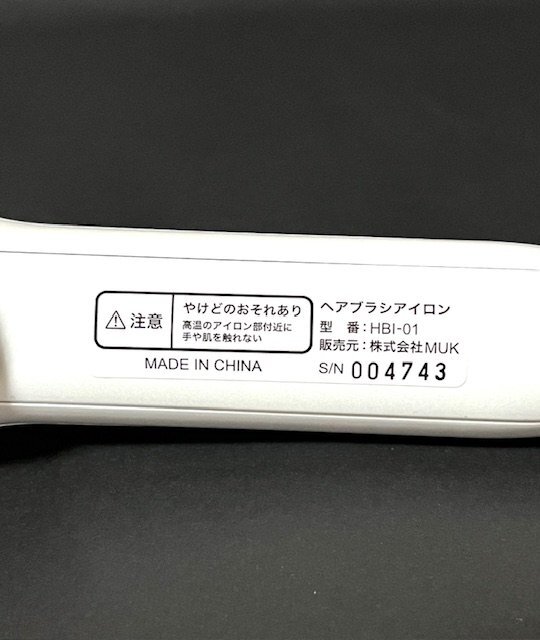 ⚠注意
やけどのおそれあり
高温のアイロン部付近に
手や肌を触れない
MADE IN CHINA
ヘアブラシアイロン
型 番:HBI-01
販売元:株式会社MUK
S/N 004743